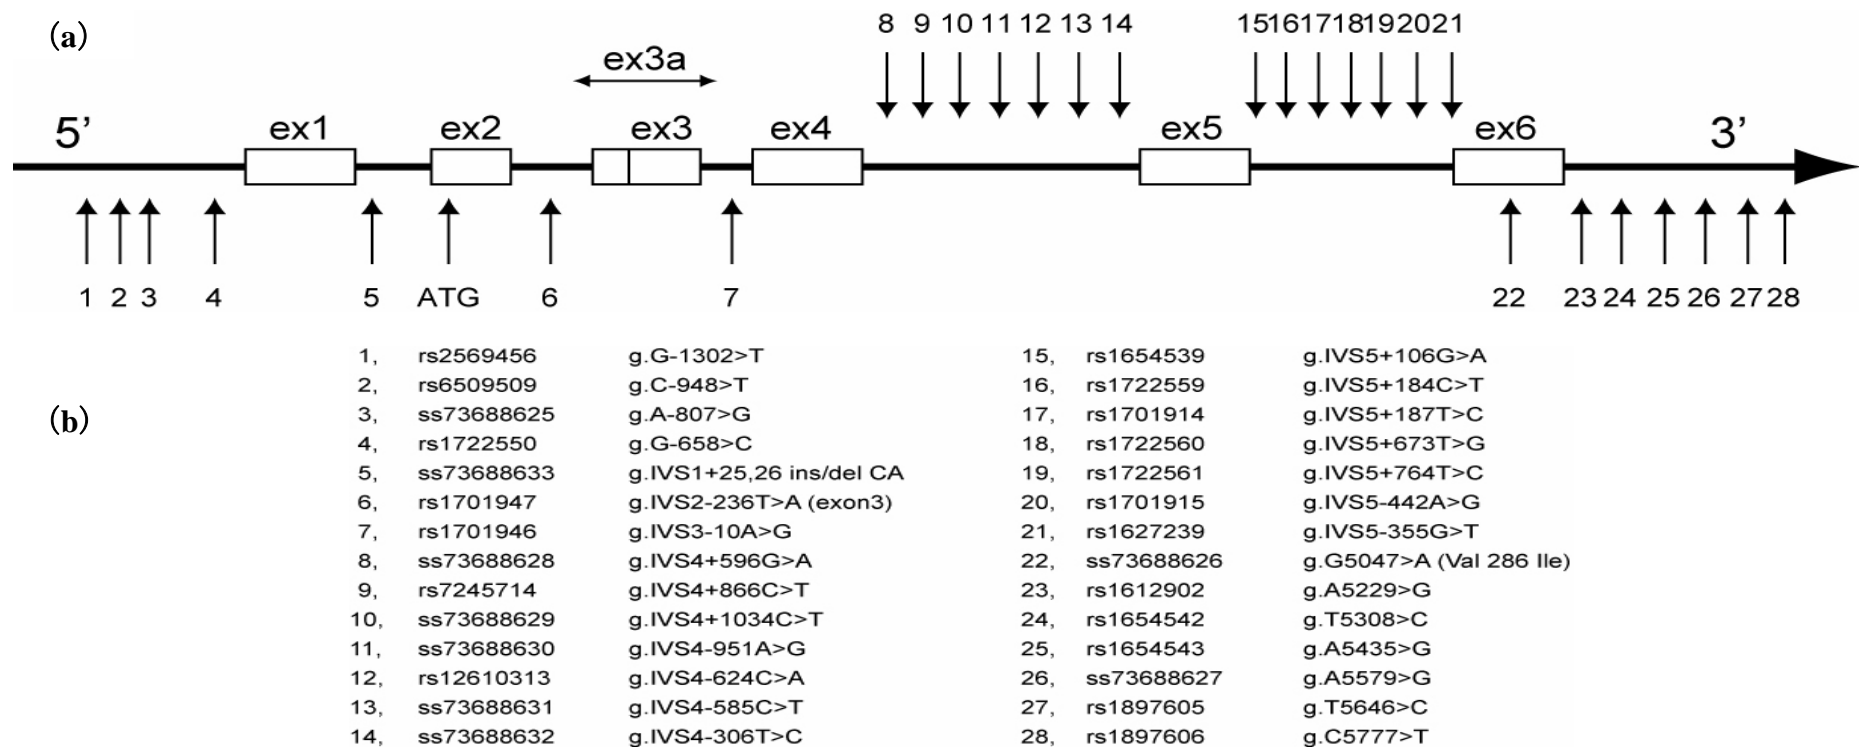 (a)
8 9 10 11 12 13 14 15 16 17 18 19 20 21
ex3a
5’ ex1 ex2 ex3 ex4 ex5 ex6 3’
1 2 3 4 5 ATG 6 7 22 23 24 25 26 27 28
(b)
1, rs2569456 g.G-1302>T
2, rs6509509 g.C-948>T
3, ss73688625 g.A-807>G
4, rs1722550 g.G-658>C
5, ss73688633 g.IVS1+25,26 ins/del CA
6, rs1701947 g.IVS2-236T>A (exon3)
7, rs1701946 g.IVS3-10A>G
8, ss73688628 g.IVS4+596G>A
9, rs7245714 g.IVS4+866C>T
10, ss73688629 g.IVS4+1034C>T
11, ss73688630 g.IVS4-951A>G
12, rs12610313 g.IVS4-624C>A
13, ss73688631 g.IVS4-585C>T
14, ss73688632 g.IVS4-306T>C
15, rs1654539 g.IVS5+106G>A
16, rs1722559 g.IVS5+184C>T
17, rs1701914 g.IVS5+187T>C
18, rs1722560 g.IVS5+673T>G
19, rs1722561 g.IVS5+764T>C
20, rs1701915 g.IVS5-442A>G
21, rs1627239 g.IVS5-355G>T
22, ss73688626 g.G5047>A (Val 286 Ile)
23, rs1612902 g.A5229>G
24, rs1654542 g.T5308>C
25, rs1654543 g.A5435>G
26, ss73688627 g.A5579>G
27, rs1897605 g.T5646>C
28, rs1897606 g.C5777>T